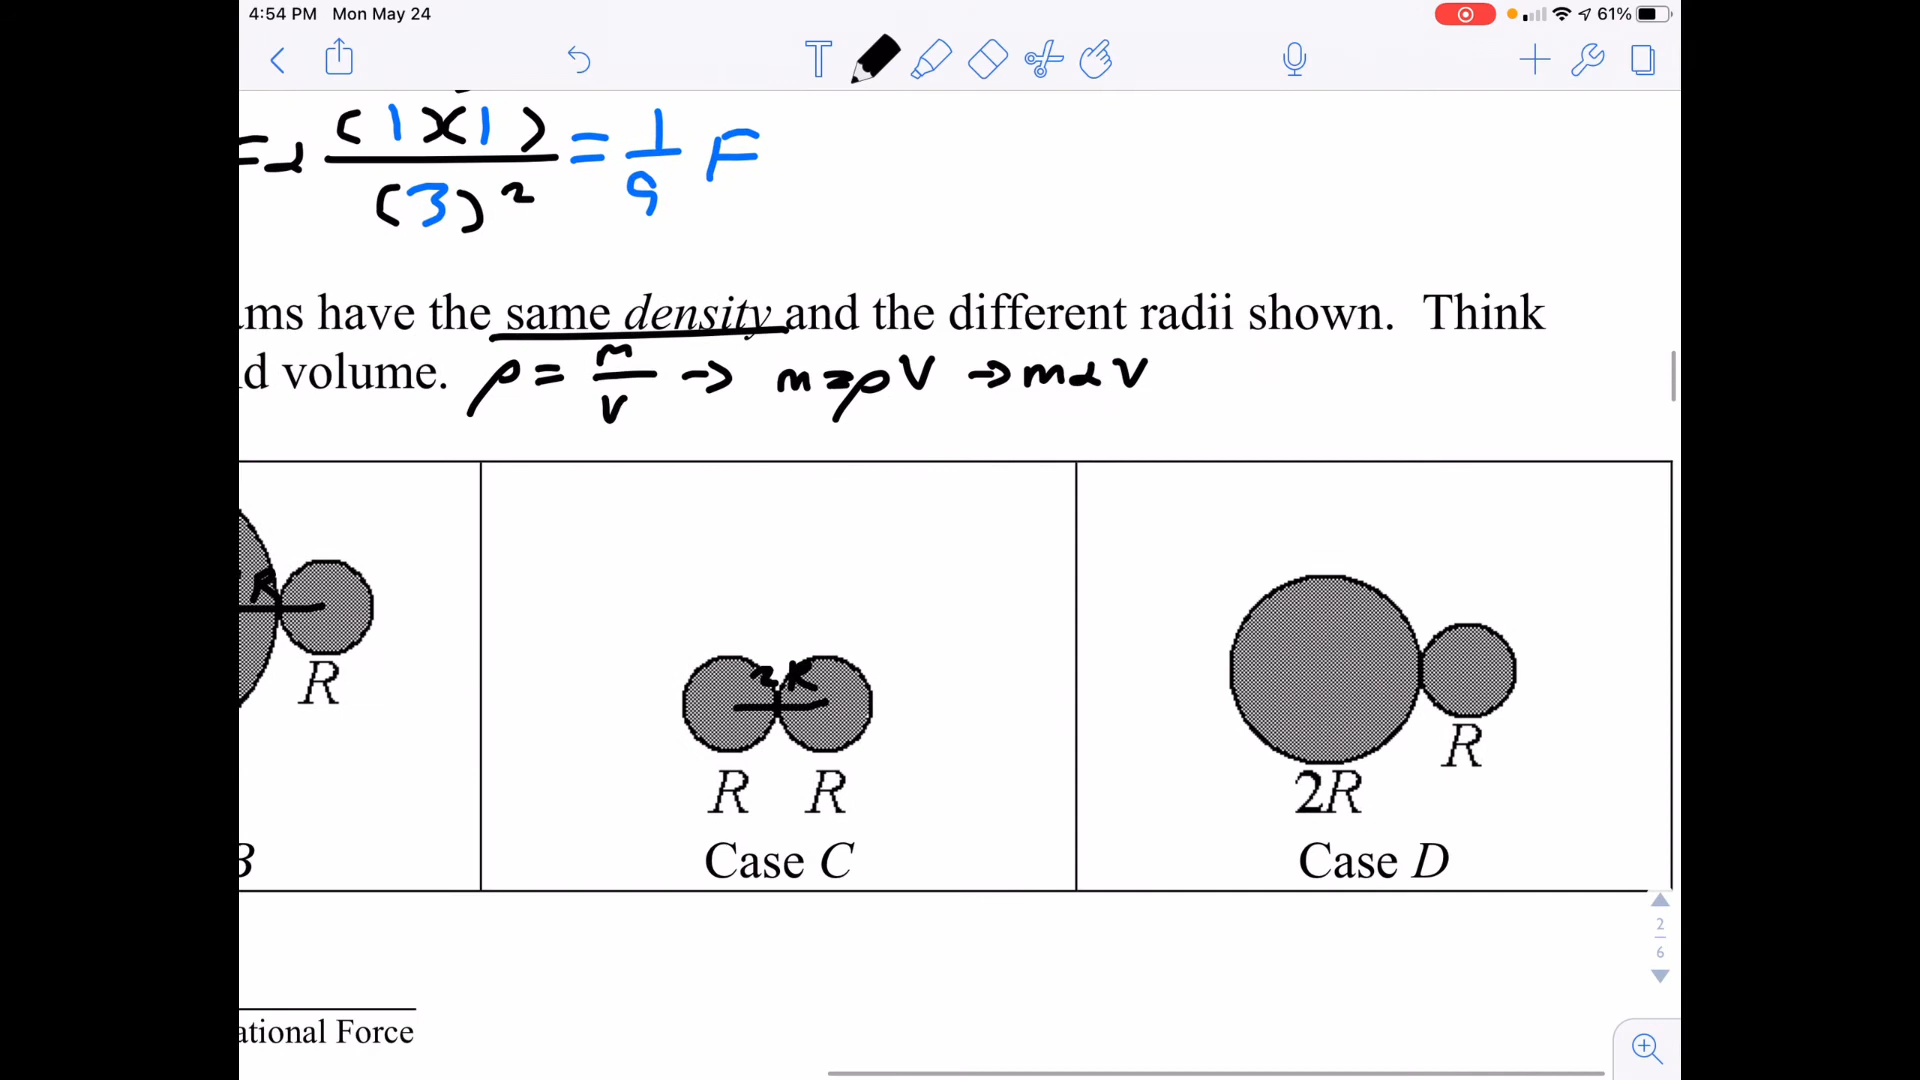 4:54 PM Mon May 24 61%
T
F ∝ (1)(1) / (3)² = 1/9 F
ms have the same density and the different radii shown. Think
d volume. ρ = m/V → m = ρV → m ∝ V
R
R
2R
R R
R
2R
B
Case C
Case D
2
6
ational Force